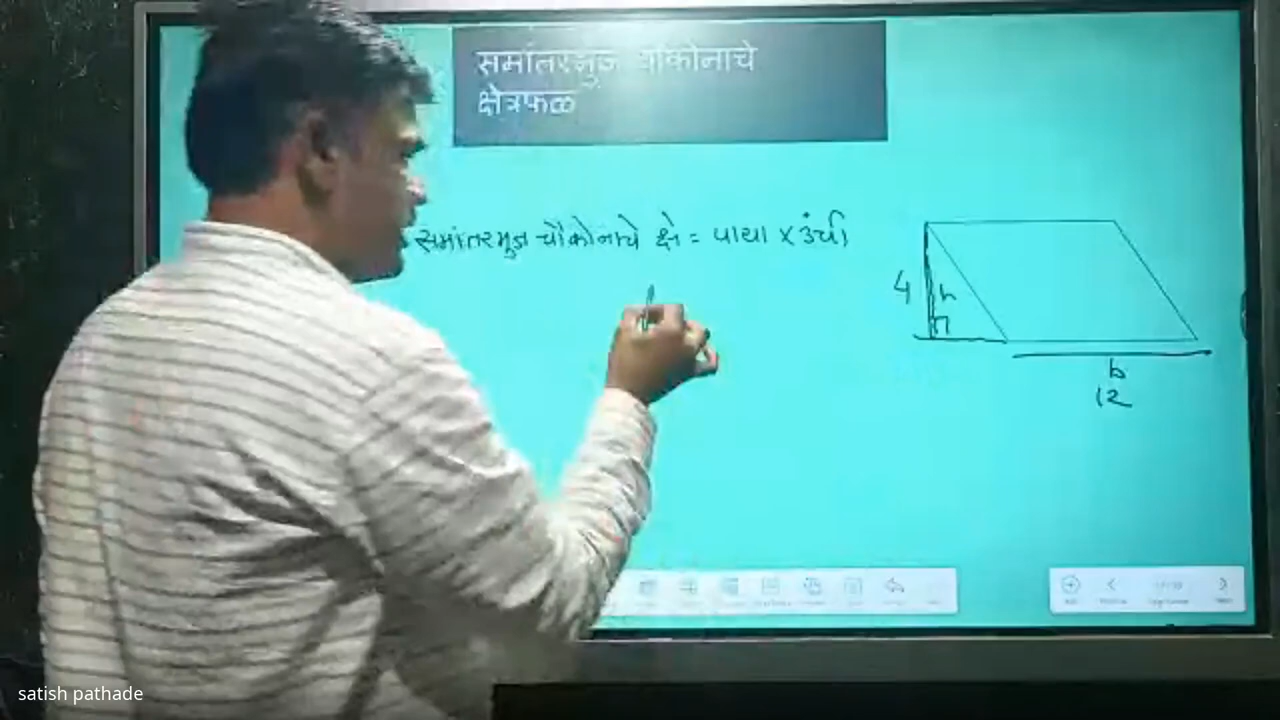 समांतरभुज चौकोनाचे
क्षेत्रफळ
समांतरभुज चौकोनाचे क्षे = पाया x उंची
4
h
b
12
satish pathade